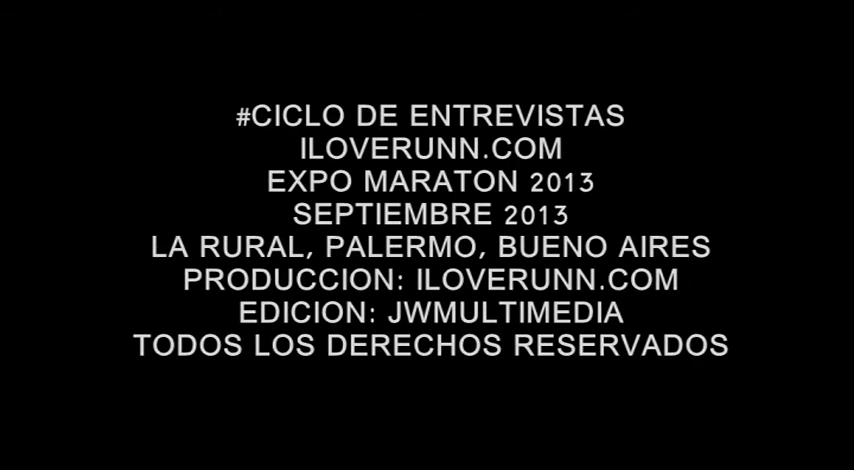 #CICLO DE ENTREVISTAS
ILOVERUNN.COM
EXPO MARATON 2013
SEPTIEMBRE 2013
LA RURAL, PALERMO, BUENO AIRES
PRODUCCION: ILOVERUNN.COM
EDICION: JWMULTIMEDIA
TODOS LOS DERECHOS RESERVADOS